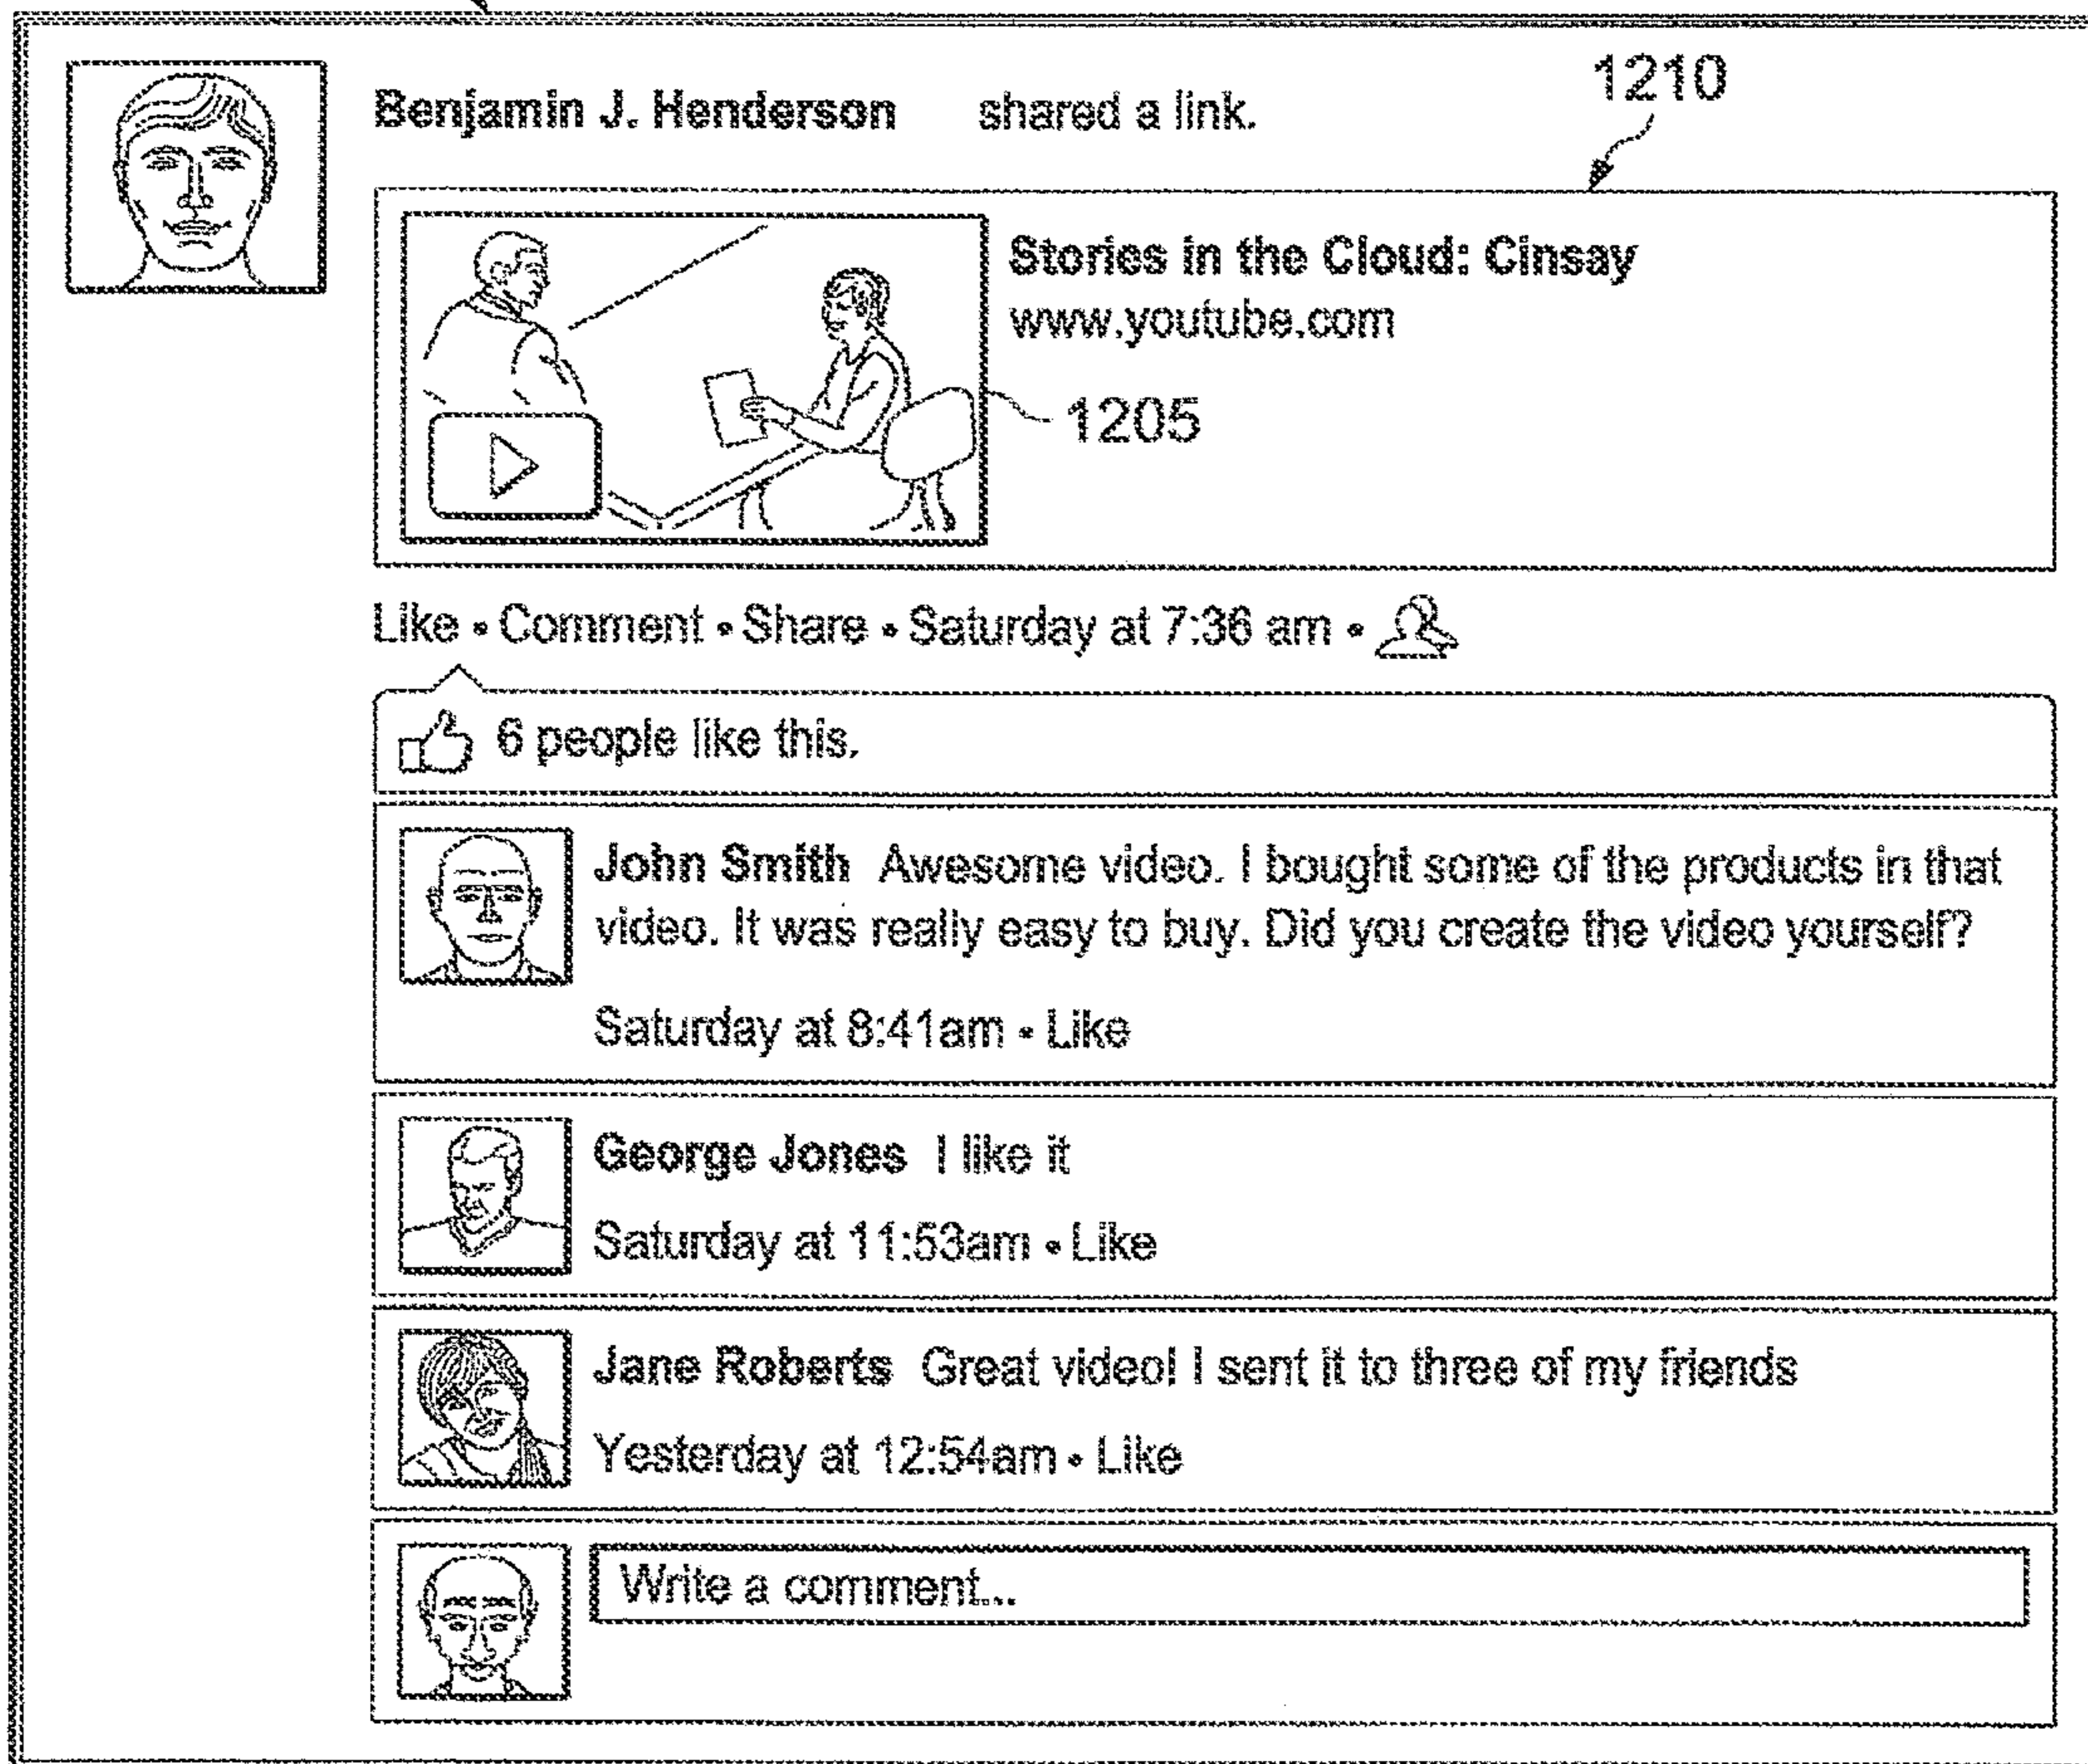 1210
Benjamin J. Henderson shared a link.
Stories in the Cloud: Cinsay
www.youtube.com
1205
Like • Comment • Share • Saturday at 7:36 am •
6 people like this.
John Smith Awesome video. I bought some of the products in that
video. It was really easy to buy. Did you create the video yourself?
Saturday at 8:41am • Like
George Jones I like it
Saturday at 11:53am • Like
Jane Roberts Great video! I sent it to three of my friends
Yesterday at 12:54am • Like
Write a comment...